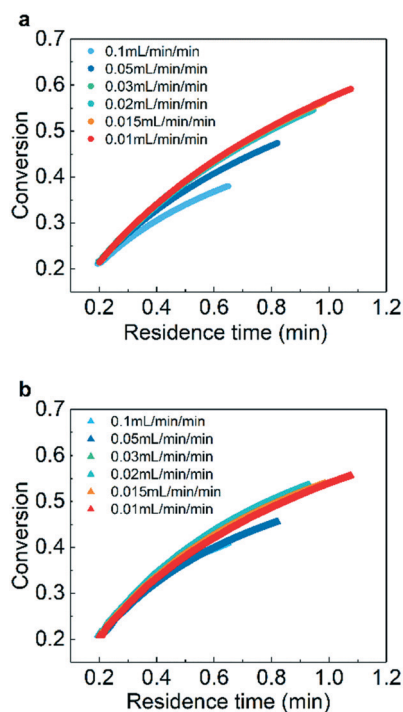 a
0.7
0.1mL/min/min
0.05mL/min/min
0.6
0.03mL/min/min
0.02mL/min/min
0.5
0.015mL/min/min
0.01mL/min/min
0.4
0.3
0.2
Conversion
0.2 0.4 0.6 0.8 1.0 1.2
Residence time (min)
b
0.7
0.1mL/min/min
0.05mL/min/min
0.6
0.03mL/min/min
0.02mL/min/min
0.5
0.015mL/min/min
0.01mL/min/min
0.4
0.3
0.2
Conversion
0.2 0.4 0.6 0.8 1.0 1.2
Residence time (min)